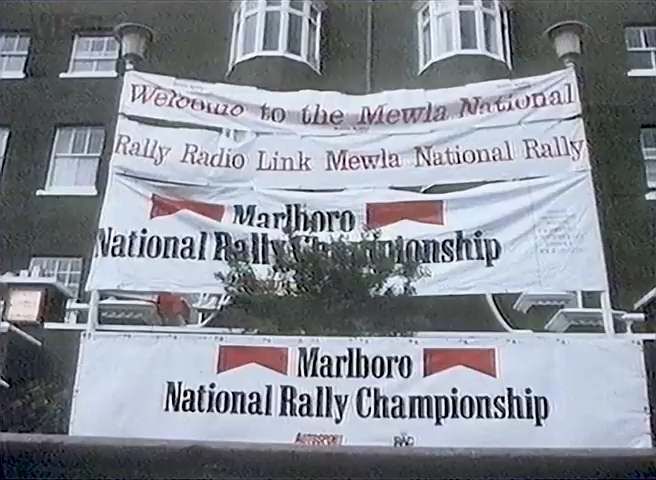 Welcome to the Mewla National
Rally Radio Link Mewla National Rally
Marlboro
National Rally Championship
Marlboro
National Rally Championship
AUTOSPORT RAC